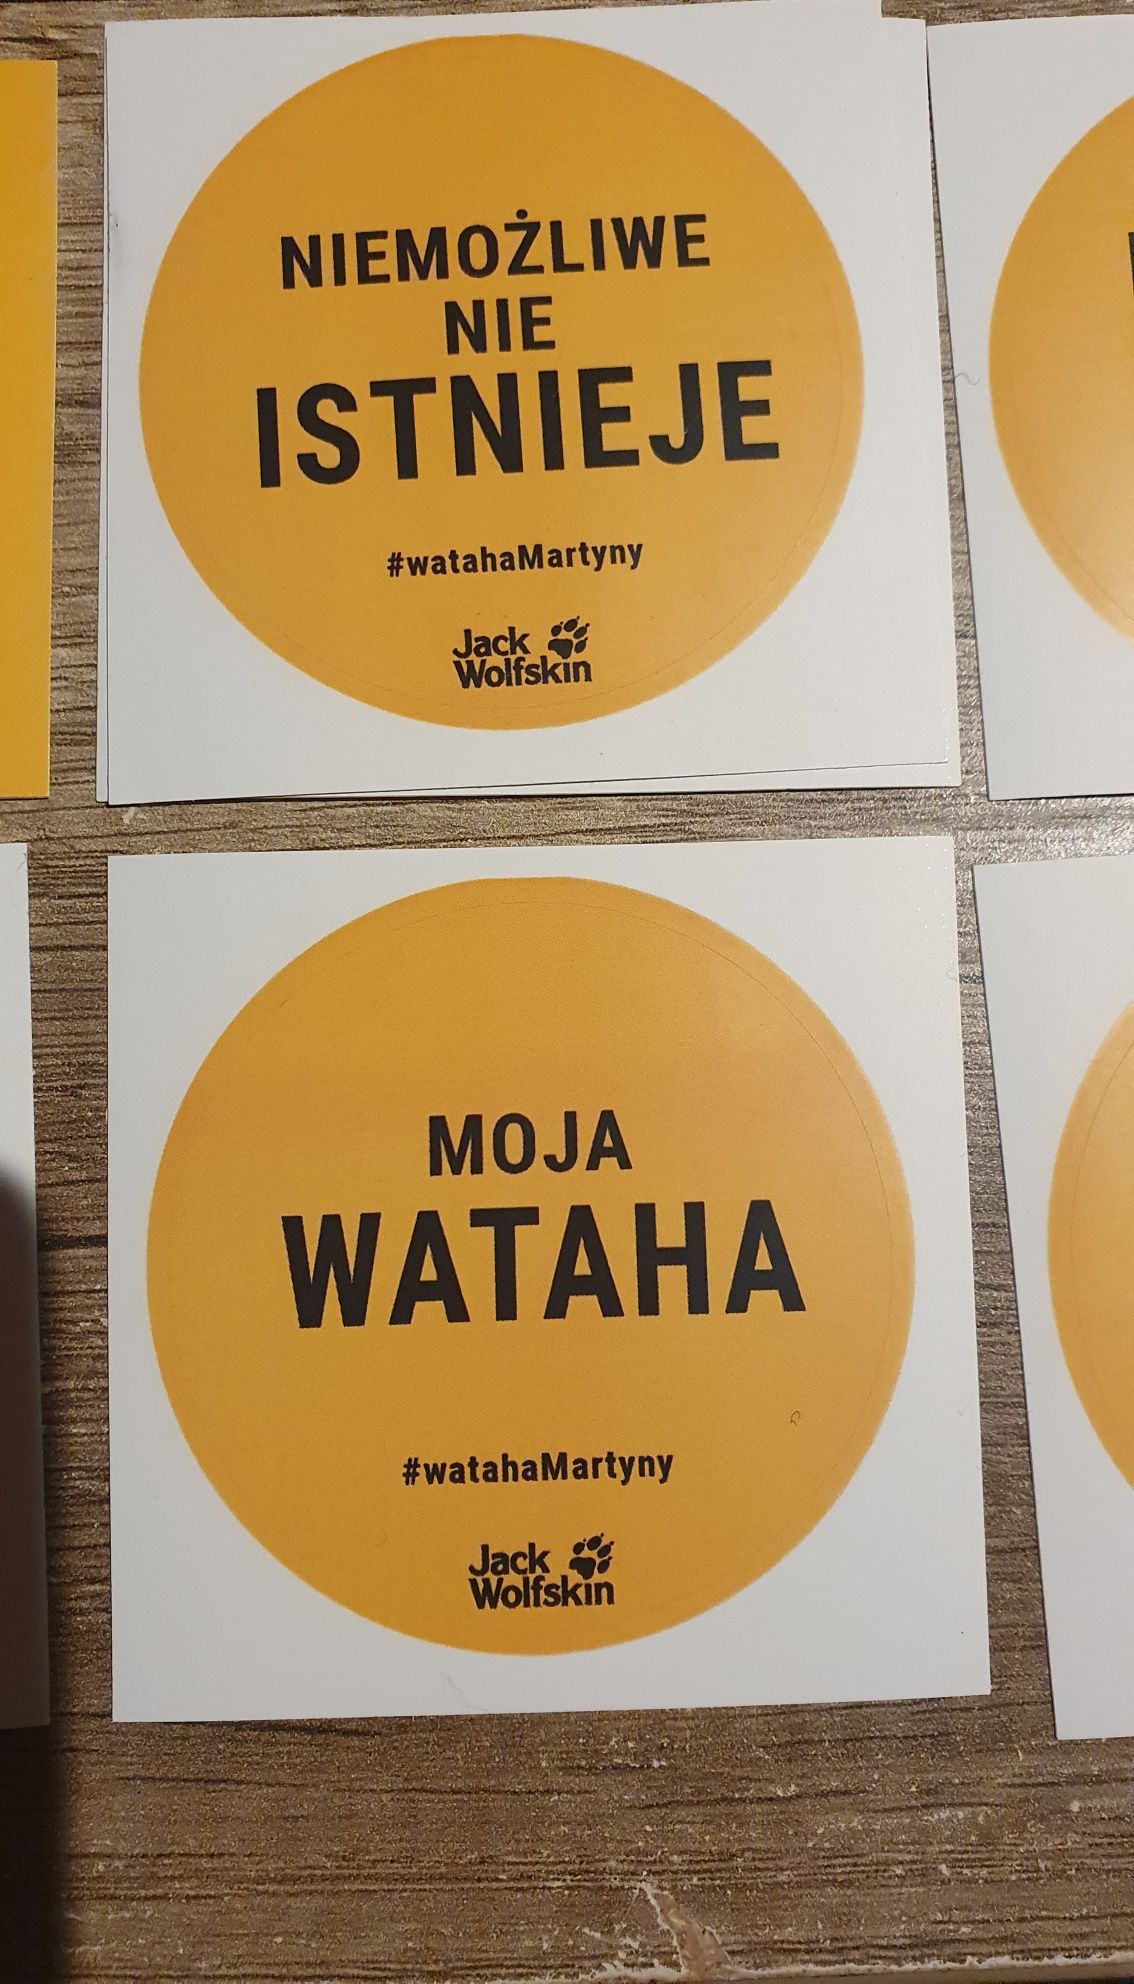 NIEMOŻLIWE
NIE
ISTNIEJE
#watahaMartyny
Jack
Wolfskin
MOJA
WATAHA
#watahaMartyny
Jack
Wolfskin